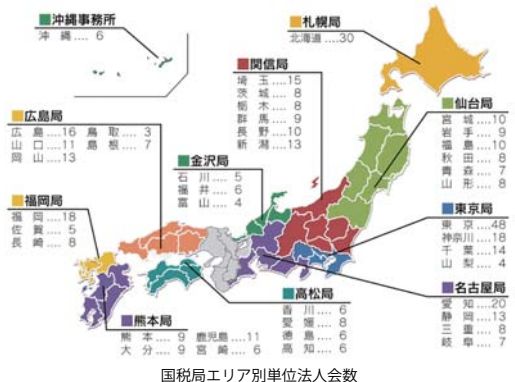 沖縄事務所
沖 縄 .... 6
札幌局
北海道 ....30
関信局
埼 玉 ....15
茨 城 .... 8
栃 木 .... 8
群 馬 .... 9
長 野 ....10
新 潟 ....13
仙台局
宮 城 ....10
岩 手 .... 9
福 島 ....10
秋 田 .... 8
青 森 .... 7
山 形 .... 8
広島局
広 島 ....16 鳥 取 .... 3
山 口 ....11 島 根 .... 7
岡 山 ....13
金沢局
石 川 .... 5
福 井 .... 6
富 山 .... 4
福岡局
福 岡 ....18
佐 賀 .... 5
長 崎 .... 8
東京局
東 京 ....48
神奈川 ....18
千 葉 ....14
山 梨 .... 4
名古屋局
愛 知 ....20
静 岡 ....13
三 重 .... 8
岐 阜 .... 7
高松局
香 川 .... 6
愛 媛 .... 8
徳 島 .... 6
高 知 .... 6
熊本局
熊 本 .... 9 鹿児島 ....11
大 分 .... 9 宮 崎 .... 6
国税局エリア別単位法人会数